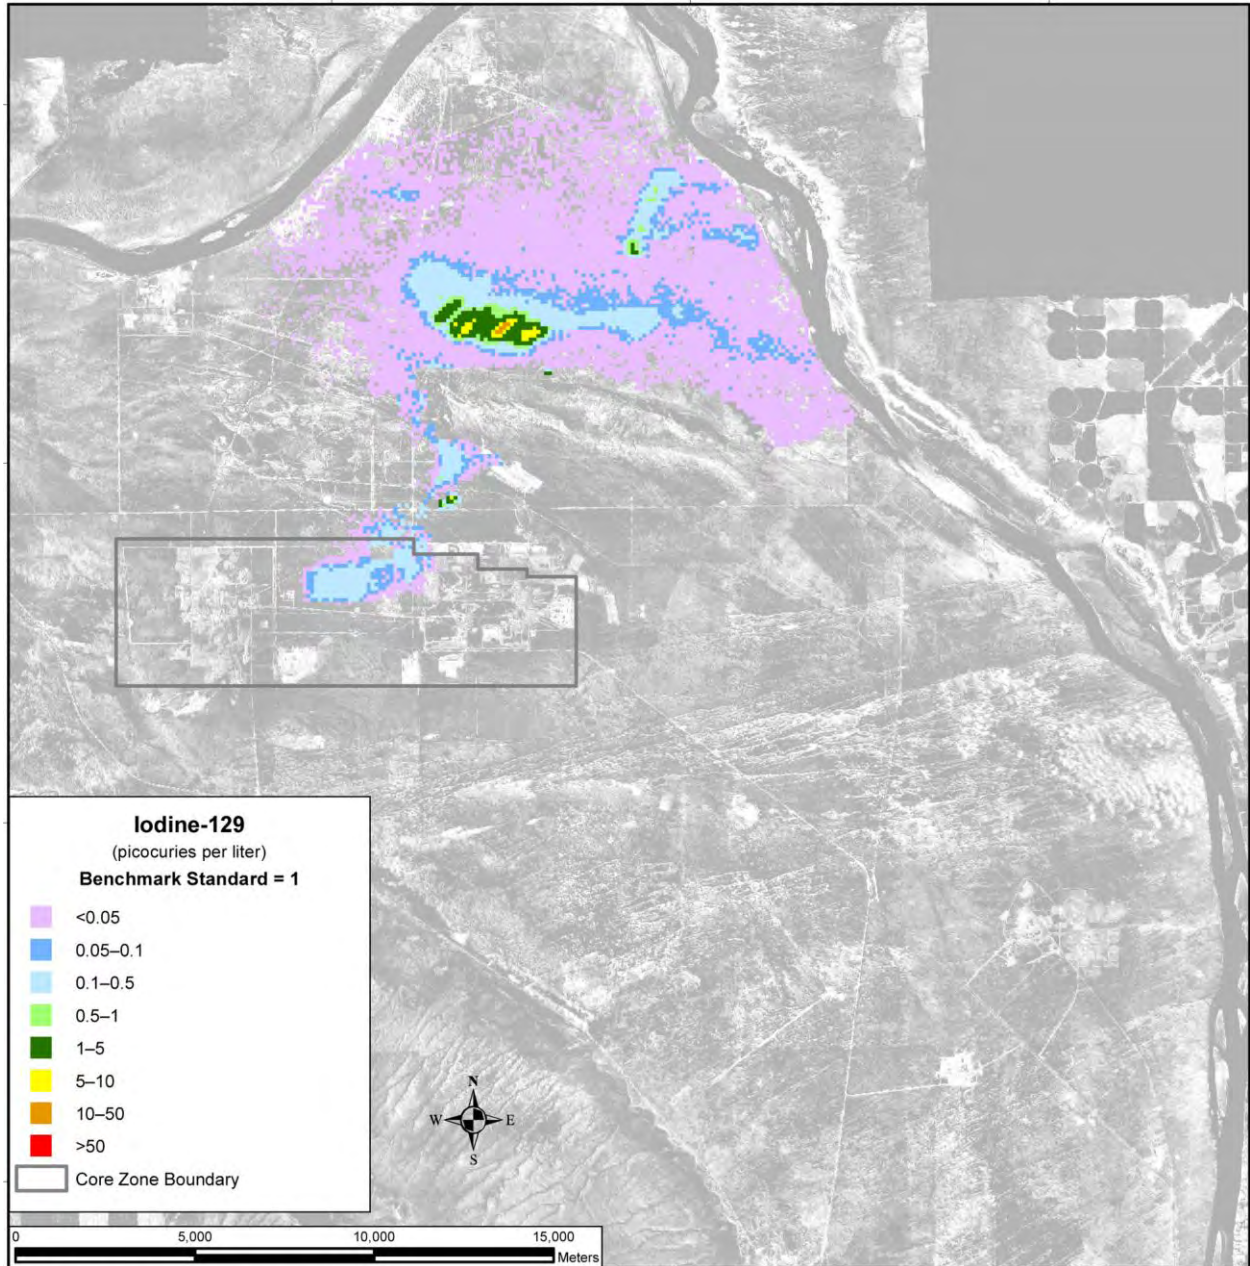 Iodine-129
(picocuries per liter)
Benchmark Standard = 1
<0.05
0.05–0.1
0.1–0.5
0.5–1
1–5
5–10
10–50
>50
Core Zone Boundary
N
W E
S
0 5,000 10,000 15,000
Meters